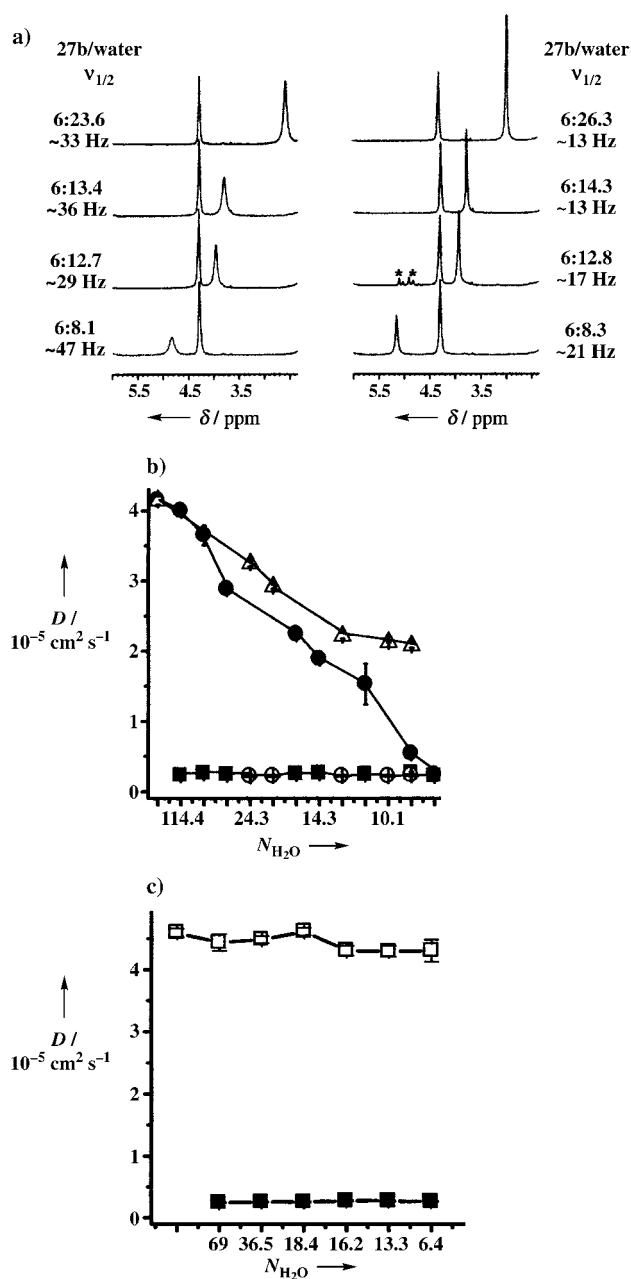 a)
27b/water
ν1/2
6:23.6
~33 Hz
6:13.4
~36 Hz
6:12.7
~29 Hz
6:8.1
~47 Hz
5.5 4.5 3.5
← δ / ppm
27b/water
ν1/2
6:26.3
~13 Hz
6:14.3
~13 Hz
* *
6:12.8
~17 Hz
6:8.3
~21 Hz
5.5 4.5 3.5
← δ / ppm
b)
4
3
2
1
0
D /
10⁻⁵ cm² s⁻¹
114.4 24.3 14.3 10.1
N_H₂O →
c)
4
4
1
0
D /
10⁻⁵ cm² s⁻¹
69 36.5 18.4 16.2 13.3 6.4
N_H₂O →